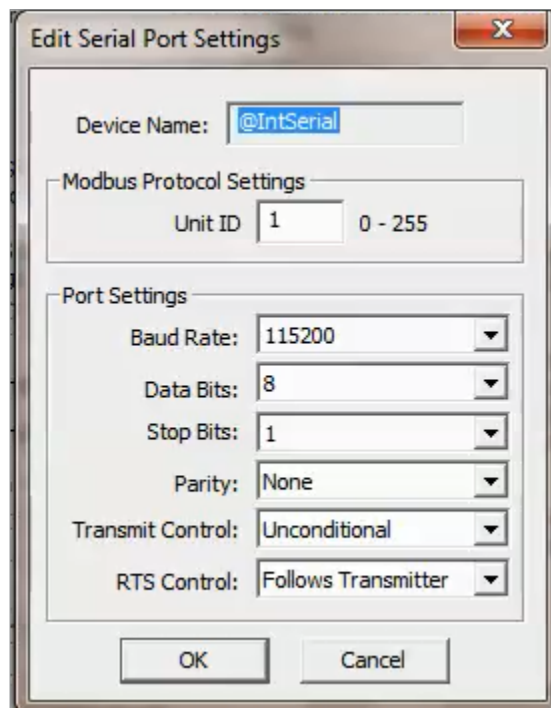 Edit Serial Port Settings
X
Device Name: @IntSerial
Modbus Protocol Settings
Unit ID 1 0 - 255
Port Settings
Baud Rate: 115200
Data Bits: 8
Stop Bits: 1
Parity: None
Transmit Control: Unconditional
RTS Control: Follows Transmitter
OK Cancel